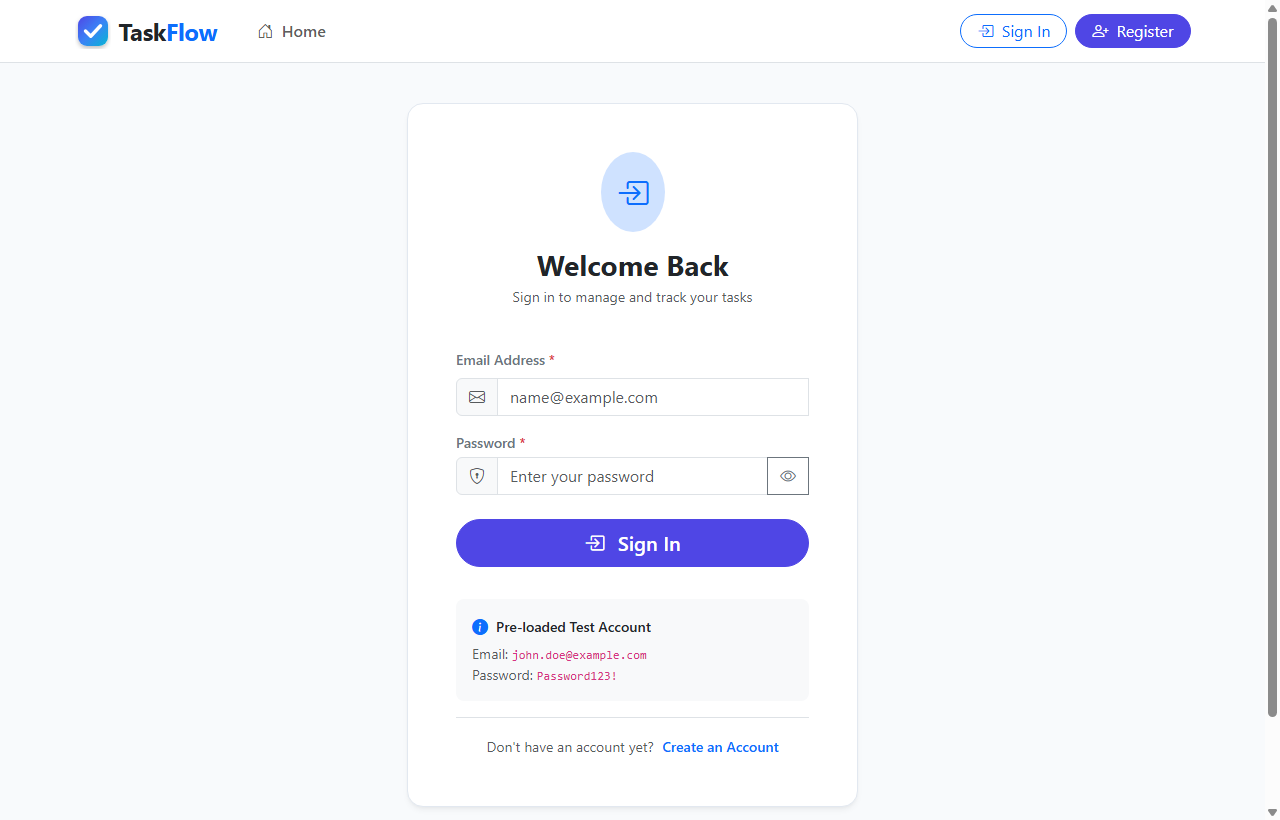 TaskFlow
Home
Sign In
Register
Welcome Back
Sign in to manage and track your tasks
Email Address *
name@example.com
Password *
Enter your password
Sign In
Pre-loaded Test Account
Email: john.doe@example.com
Password: Password123!
Don't have an account yet? Create an Account